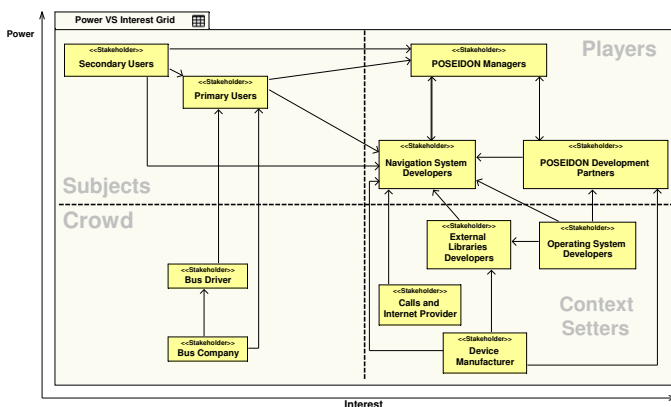 Power VS Interest Grid
Power
Players
<<Stakeholder>>
Secondary Users
<<Stakeholder>>
POSEIDON Managers
<<Stakeholder>>
Primary Users
<<Stakeholder>>
Navigation System
Developers
<<Stakeholder>>
POSEIDON Development
Partners
Subjects
Crowd
<<Stakeholder>>
External
Libraries
Developers
<<Stakeholder>>
Operating System
Developers
<<Stakeholder>>
Bus Driver
<<Stakeholder>>
Calls and
Internet Provider
Context
Setters
<<Stakeholder>>
Bus Company
<<Stakeholder>>
Device
Manufacturer
Interest